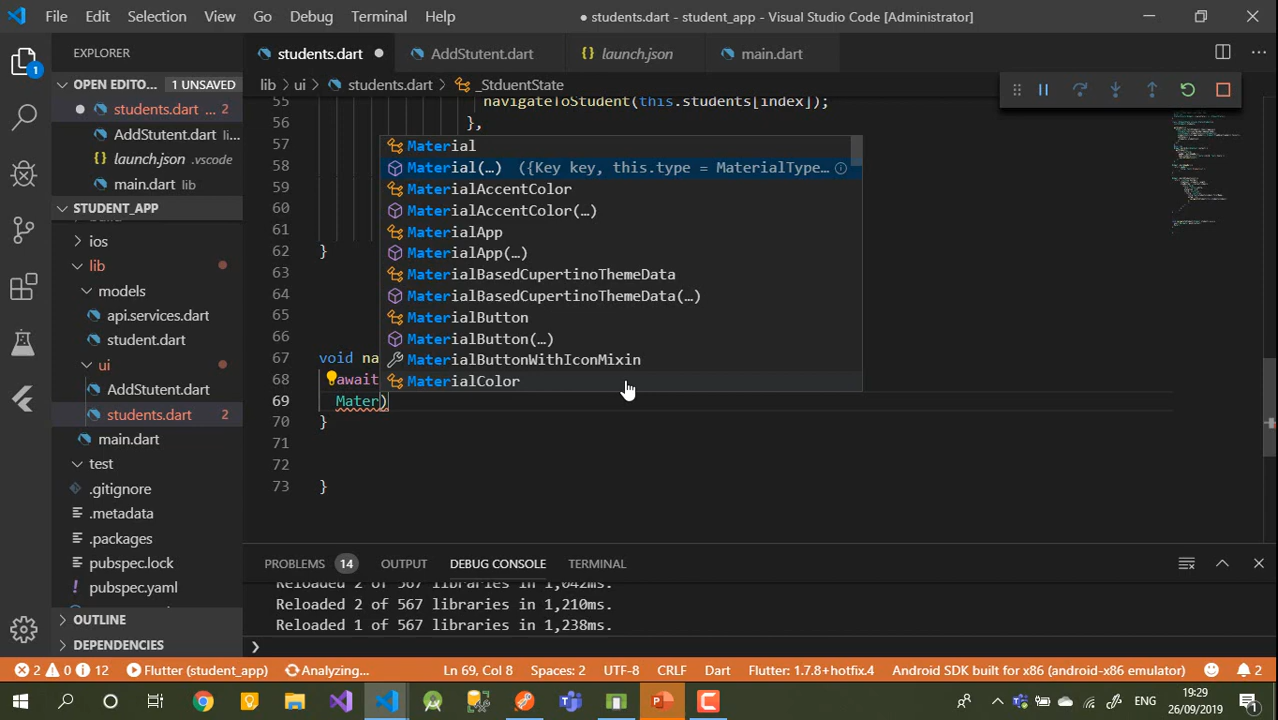 File Edit Selection View Go Debug Terminal Help
● students.dart - student_app - Visual Studio Code [Administrator]
EXPLORER
students.dart ● AddStutent.dart {} launch.json main.dart
OPEN EDITO... 1 UNSAVED
lib > ui > students.dart > _StduentState
students.dart ... 2
AddStutent.dart li...
{} launch.json .vscode
main.dart lib
STUDENT_APP
ios
lib
models
api.services.dart
student.dart
ui
AddStutent.dart
students.dart 2
main.dart
test
.gitignore
.metadata
.packages
pubspec.lock
pubspec.yaml
OUTLINE
DEPENDENCIES
55 navigateToStudent(this.students[index]);
56 },
57
58
59
60
61
62 }
63
64
65
66
67 void na
68 await
69 Mater)
70 }
71
72
73 }
Material
Material(…) ({Key key, this.type = MaterialType…
MaterialAccentColor
MaterialAccentColor(…)
MaterialApp
MaterialApp(…)
MaterialBasedCupertinoThemeData
MaterialBasedCupertinoThemeData(…)
MaterialButton
MaterialButton(…)
MaterialButtonWithIconMixin
MaterialColor
PROBLEMS 14 OUTPUT DEBUG CONSOLE TERMINAL
Reloaded 2 of 567 libraries in 1,042ms.
Reloaded 2 of 567 libraries in 1,210ms.
Reloaded 1 of 567 libraries in 1,238ms.
2 0 12 Flutter (student_app) Analyzing... Ln 69, Col 8 Spaces: 2 UTF-8 CRLF Dart Flutter: 1.7.8+hotfix.4 Android SDK built for x86 (android-x86 emulator) 2
ENG
19:29
26/09/2019